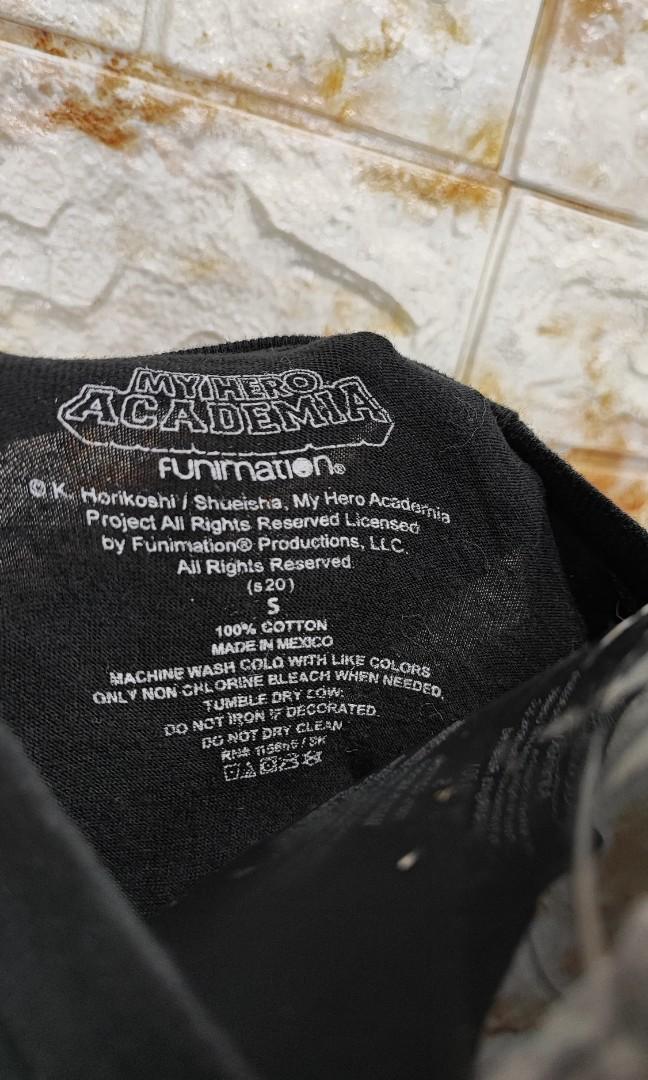 MY HERO
ACADEMIA
FUNIMATION®
© K. Horikoshi / Shueisha, My Hero Academia
Project All Rights Reserved Licensed
by Funimation® Productions, LLC.
All Rights Reserved
(s20)
S
100% COTTON
MADE IN MEXICO
MACHINE WASH COLD WITH LIKE COLORS
ONLY NON CHLORINE BLEACH WHEN NEEDED,
TUMBLE DRY LOW:
DO NOT IRON IF DECORATED.
DO NOT DRY CLEAN
RN#